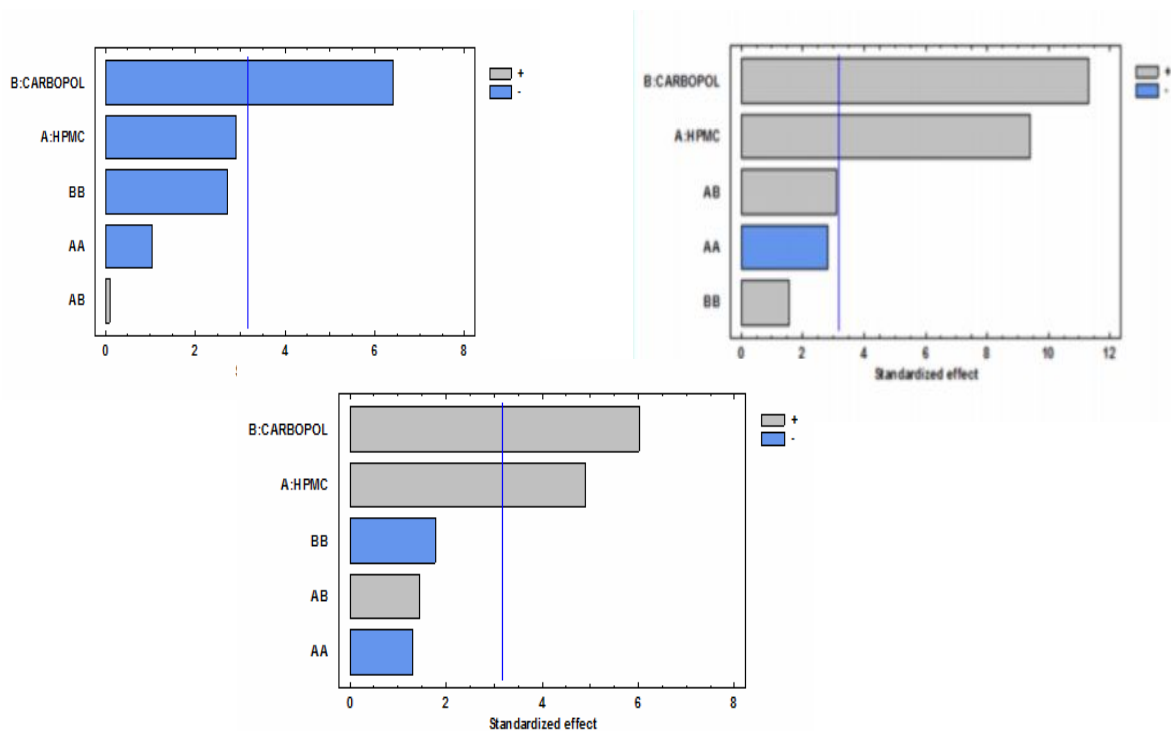 B:CARBOPOL
A:HPMC
BB
AA
AB
0 2 4 6 8
+
-
B:CARBOPOL
A:HPMC
AB
AA
BB
0 2 4 6 8 10 12
Standardized effect
+
-
B:CARBOPOL
A:HPMC
BB
AB
AA
0 2 4 6 8
Standardized effect
+
-